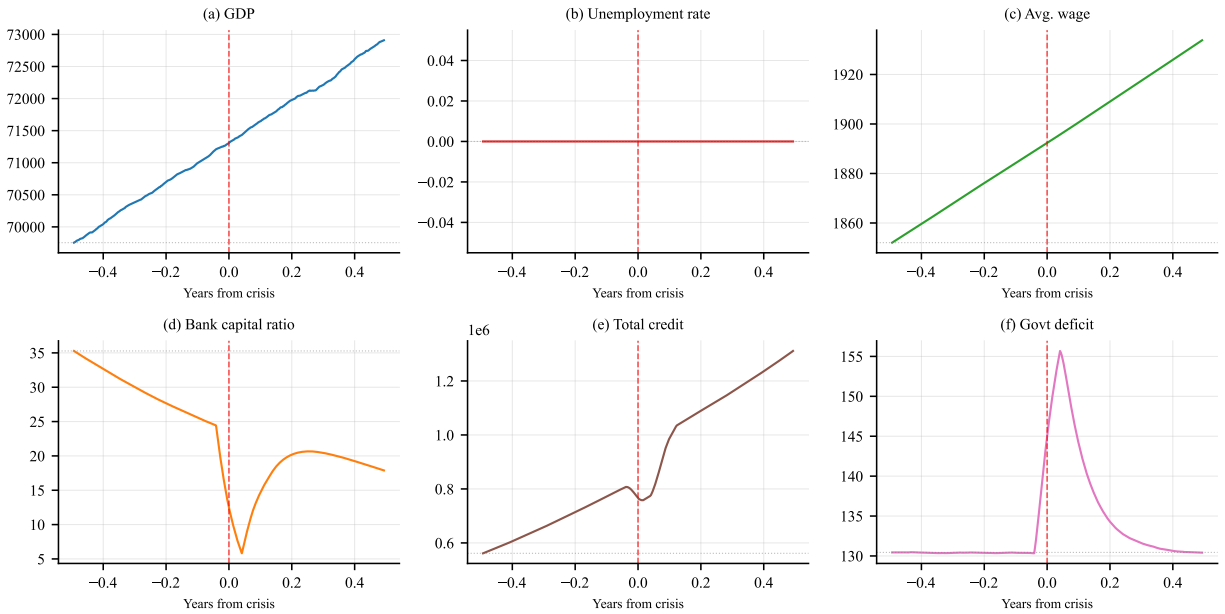 (a) GDP
73000
72500
72000
71500
71000
70500
70000
−0.4 −0.2 0.0 0.2 0.4
Years from crisis
(b) Unemployment rate
0.04
0.02
0.00
−0.02
−0.04
−0.4 −0.2 0.0 0.2 0.4
Years from crisis
(c) Avg. wage
1920
1900
1880
1860
−0.4 −0.2 0.0 0.2 0.4
Years from crisis
(d) Bank capital ratio
35
30
25
20
15
10
5
−0.4 −0.2 0.0 0.2 0.4
Years from crisis
(e) Total credit
1e6
1.2
1.0
0.8
0.6
−0.4 −0.2 0.0 0.2 0.4
Years from crisis
(f) Govt deficit
155
150
145
140
135
130
−0.4 −0.2 0.0 0.2 0.4
Years from crisis